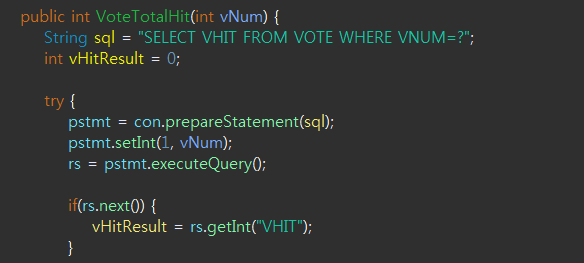 public int VoteTotalHit(int vNum) {
String sql = "SELECT VHIT FROM VOTE WHERE VNUM=?";
int vHitResult = 0;
try {
pstmt = con.prepareStatement(sql);
pstmt.setInt(1, vNum);
rs = pstmt.executeQuery();
if(rs.next()) {
vHitResult = rs.getInt("VHIT");
}